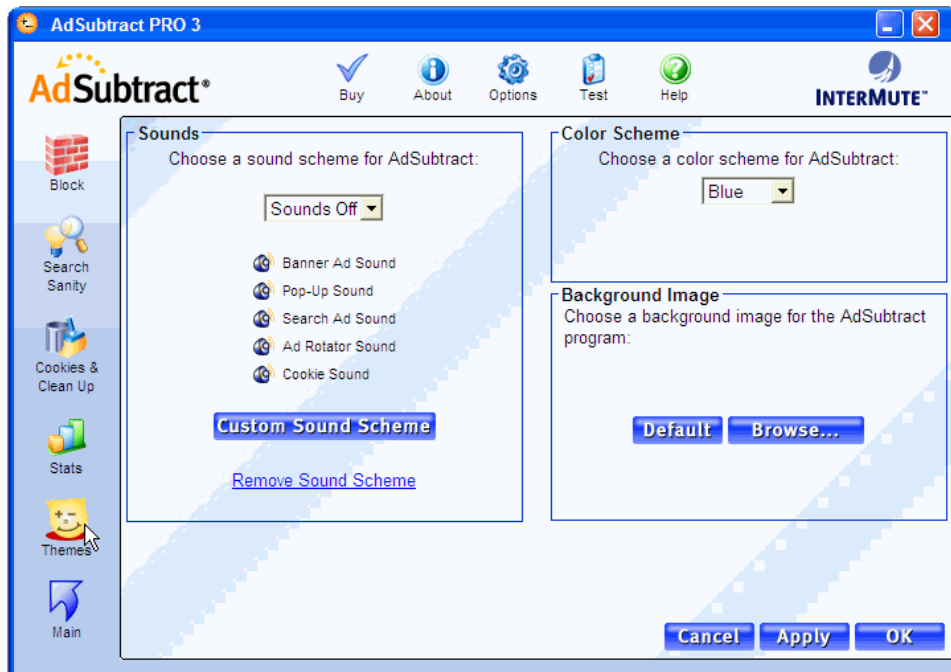 AdSubtract PRO 3
AdSubtract®
Buy
About
Options
Test
Help
INTERMUTE™
Block
Search
Sanity
Cookies &
Clean Up
Stats
Themes
Main
Sounds
Choose a sound scheme for AdSubtract:
Sounds Off
Banner Ad Sound
Pop-Up Sound
Search Ad Sound
Ad Rotator Sound
Cookie Sound
Custom Sound Scheme
Remove Sound Scheme
Color Scheme
Choose a color scheme for AdSubtract:
Blue
Background Image
Choose a background image for the AdSubtract
program:
Default
Browse...
Cancel
Apply
OK